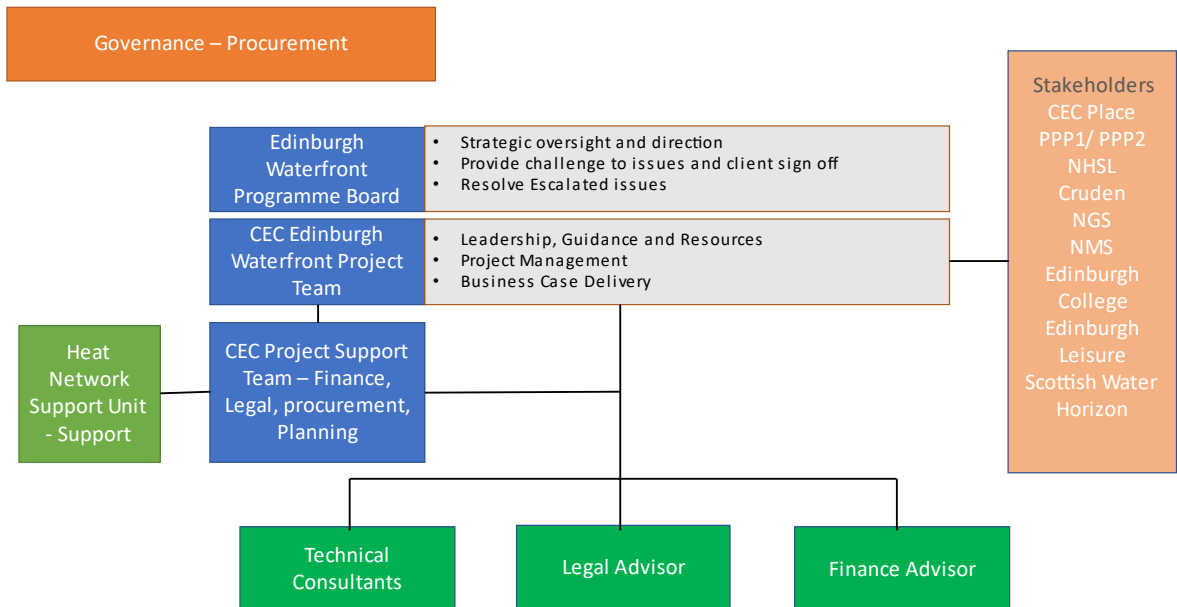 Governance – Procurement
Edinburgh
Waterfront
Programme Board
• Strategic oversight and direction
• Provide challenge to issues and client sign off
• Resolve Escalated issues
CEC Edinburgh
Waterfront Project
Team
• Leadership, Guidance and Resources
• Project Management
• Business Case Delivery
Stakeholders
CEC Place
PPP1/ PPP2
NHSL
Cruden
NGS
NMS
Edinburgh
College
Edinburgh
Leisure
Scottish Water
Horizon
Heat
Network
Support Unit
- Support
CEC Project Support
Team – Finance,
Legal, procurement,
Planning
Technical
Consultants
Legal Advisor
Finance Advisor